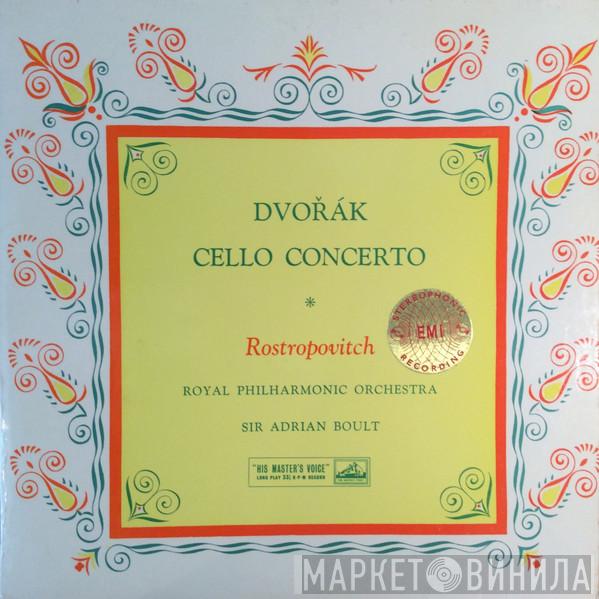 DVOŘÁK
CELLO CONCERTO
*
Rostropovitch
STEREOPHONIC
EMI
RECORDING
ROYAL PHILHARMONIC ORCHESTRA
SIR ADRIAN BOULT
"HIS MASTER'S VOICE"
LONG PLAY 33⅓ R·P·M RECORD
МАРКЕТ ВИНИЛА